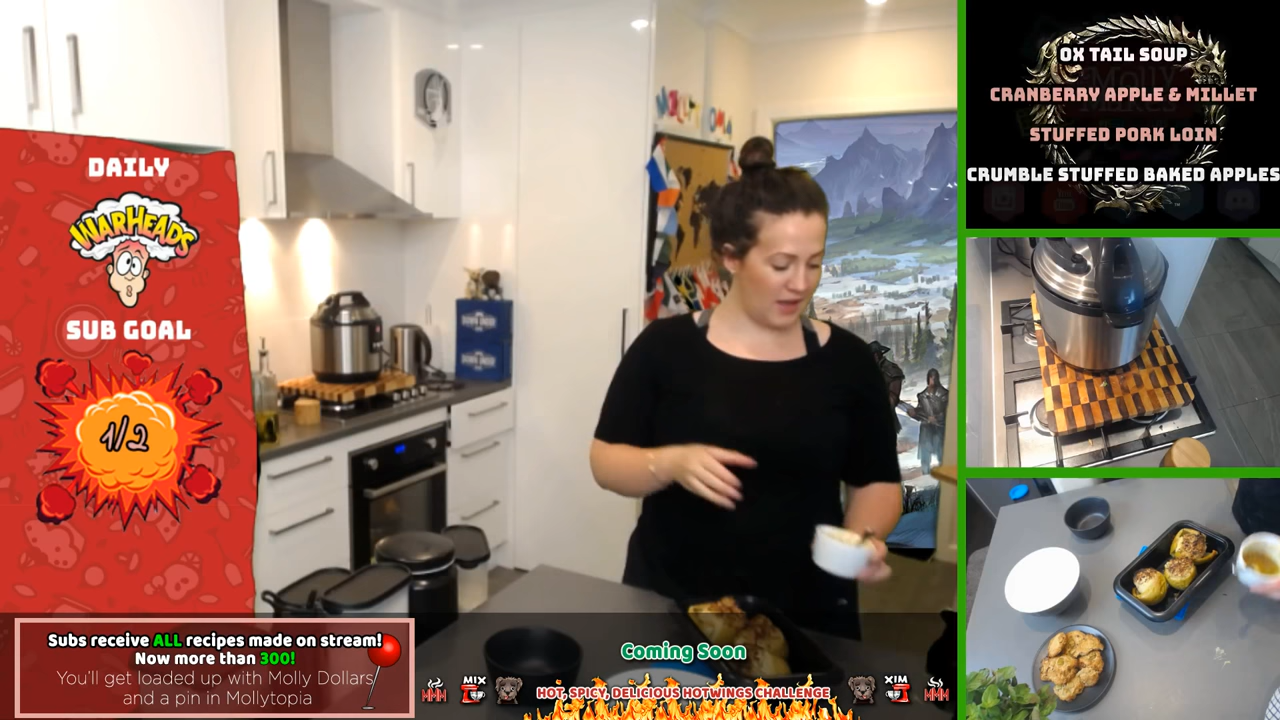 DAILY
WARHEADS
SUB GOAL
1/2
Subs receive ALL recipes made on stream!
Now more than 300!
You'll get loaded up with Molly Dollars
and a pin in Mollytopia
Coming Soon
MIX
HOT, SPICY, DELICIOUS HOTWINGS CHALLENGE
XIM
OX TAIL SOUP
CRANBERRY APPLE & MILLET
STUFFED PORK LOIN
CRUMBLE STUFFED BAKED APPLES